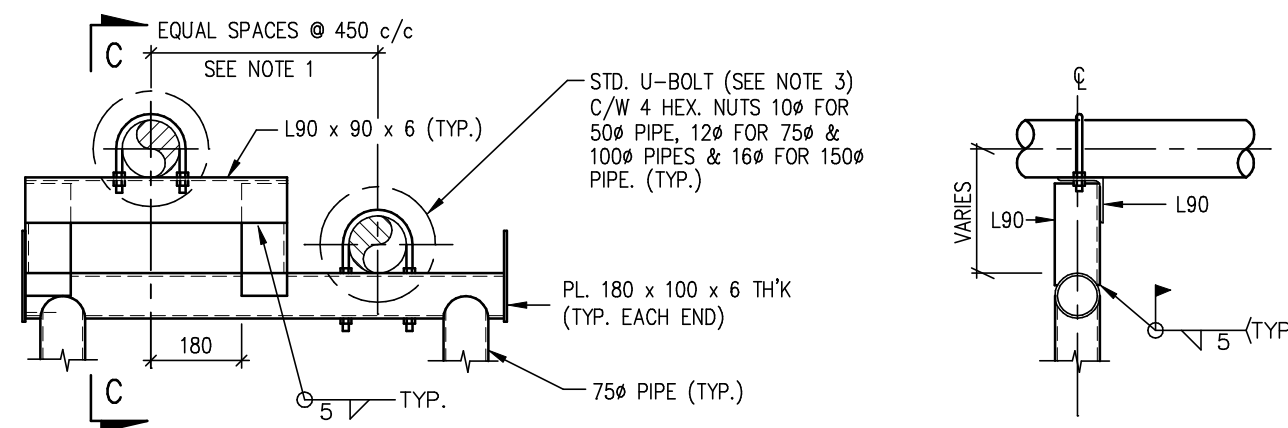 EQUAL SPACES @ 450 c/c
C
SEE NOTE 1
STD. U-BOLT (SEE NOTE 3)
C/W 4 HEX. NUTS 10ø FOR
50ø PIPE, 12ø FOR 75ø &
100ø PIPES & 16ø FOR 150ø
PIPE. (TYP.)
L90 x 90 x 6 (TYP.)
PL. 180 x 100 x 6 TH'K
(TYP. EACH END)
180
75ø PIPE (TYP.)
C
5
TYP.
℄
VARIES
L90
L90
5
(TYP